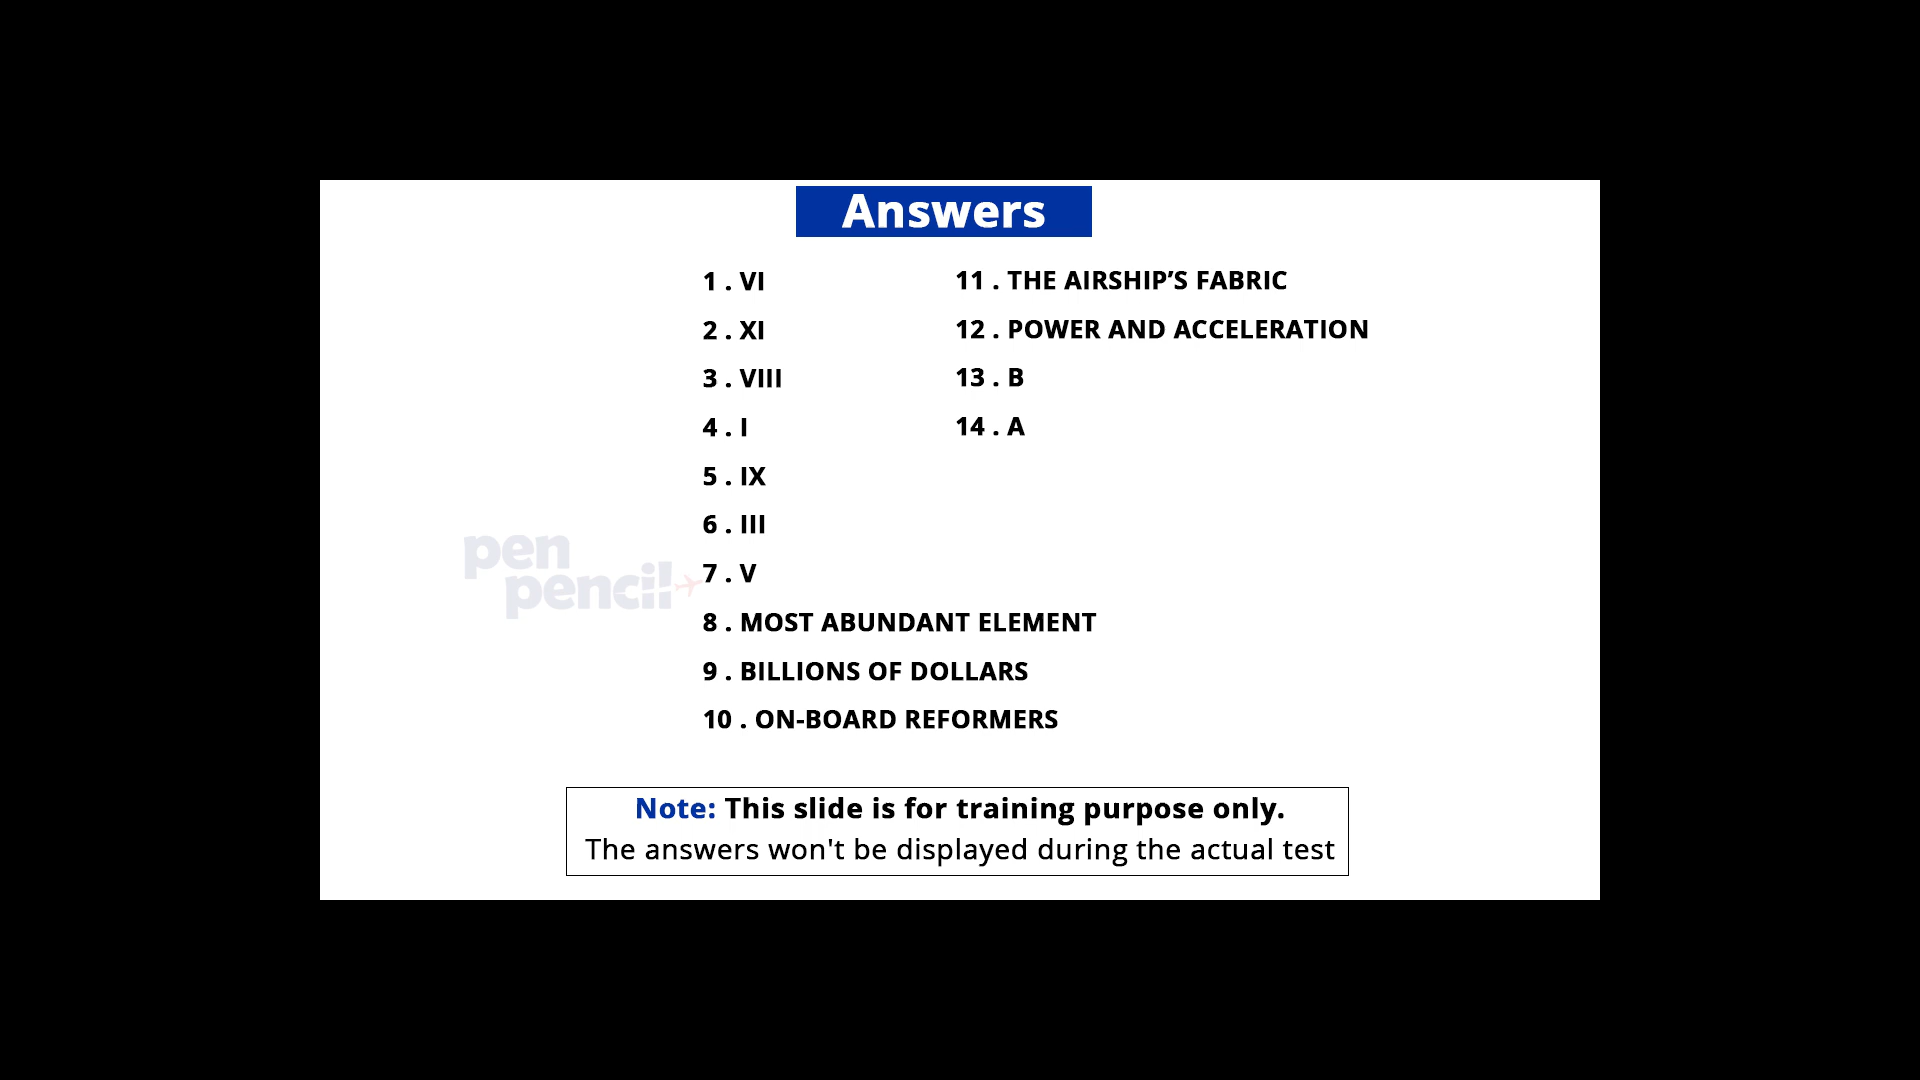 Answers
1 . VI
2 . XI
3 . VIII
4 . I
5 . IX
6 . III
7 . V
8 . MOST ABUNDANT ELEMENT
9 . BILLIONS OF DOLLARS
10 . ON-BOARD REFORMERS
11 . THE AIRSHIP’S FABRIC
12 . POWER AND ACCELERATION
13 . B
14 . A
pen
pencil
Note: This slide is for training purpose only.
The answers won't be displayed during the actual test